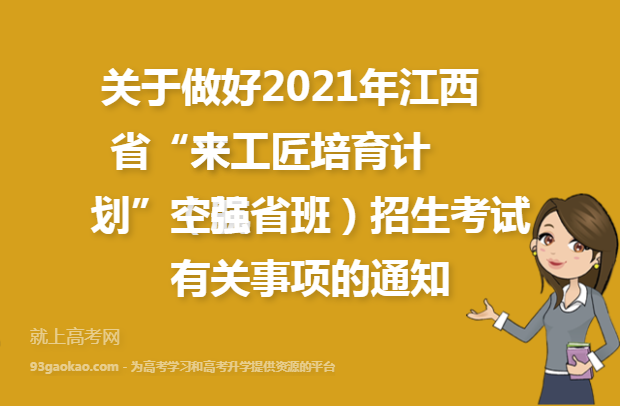 关于做好2021年江西
省“来工匠培育计
划”强省班）招生考试
有关事项的通知
就上高考网
93gaokao.com - 为高考学习和高考升学提供资源的平台